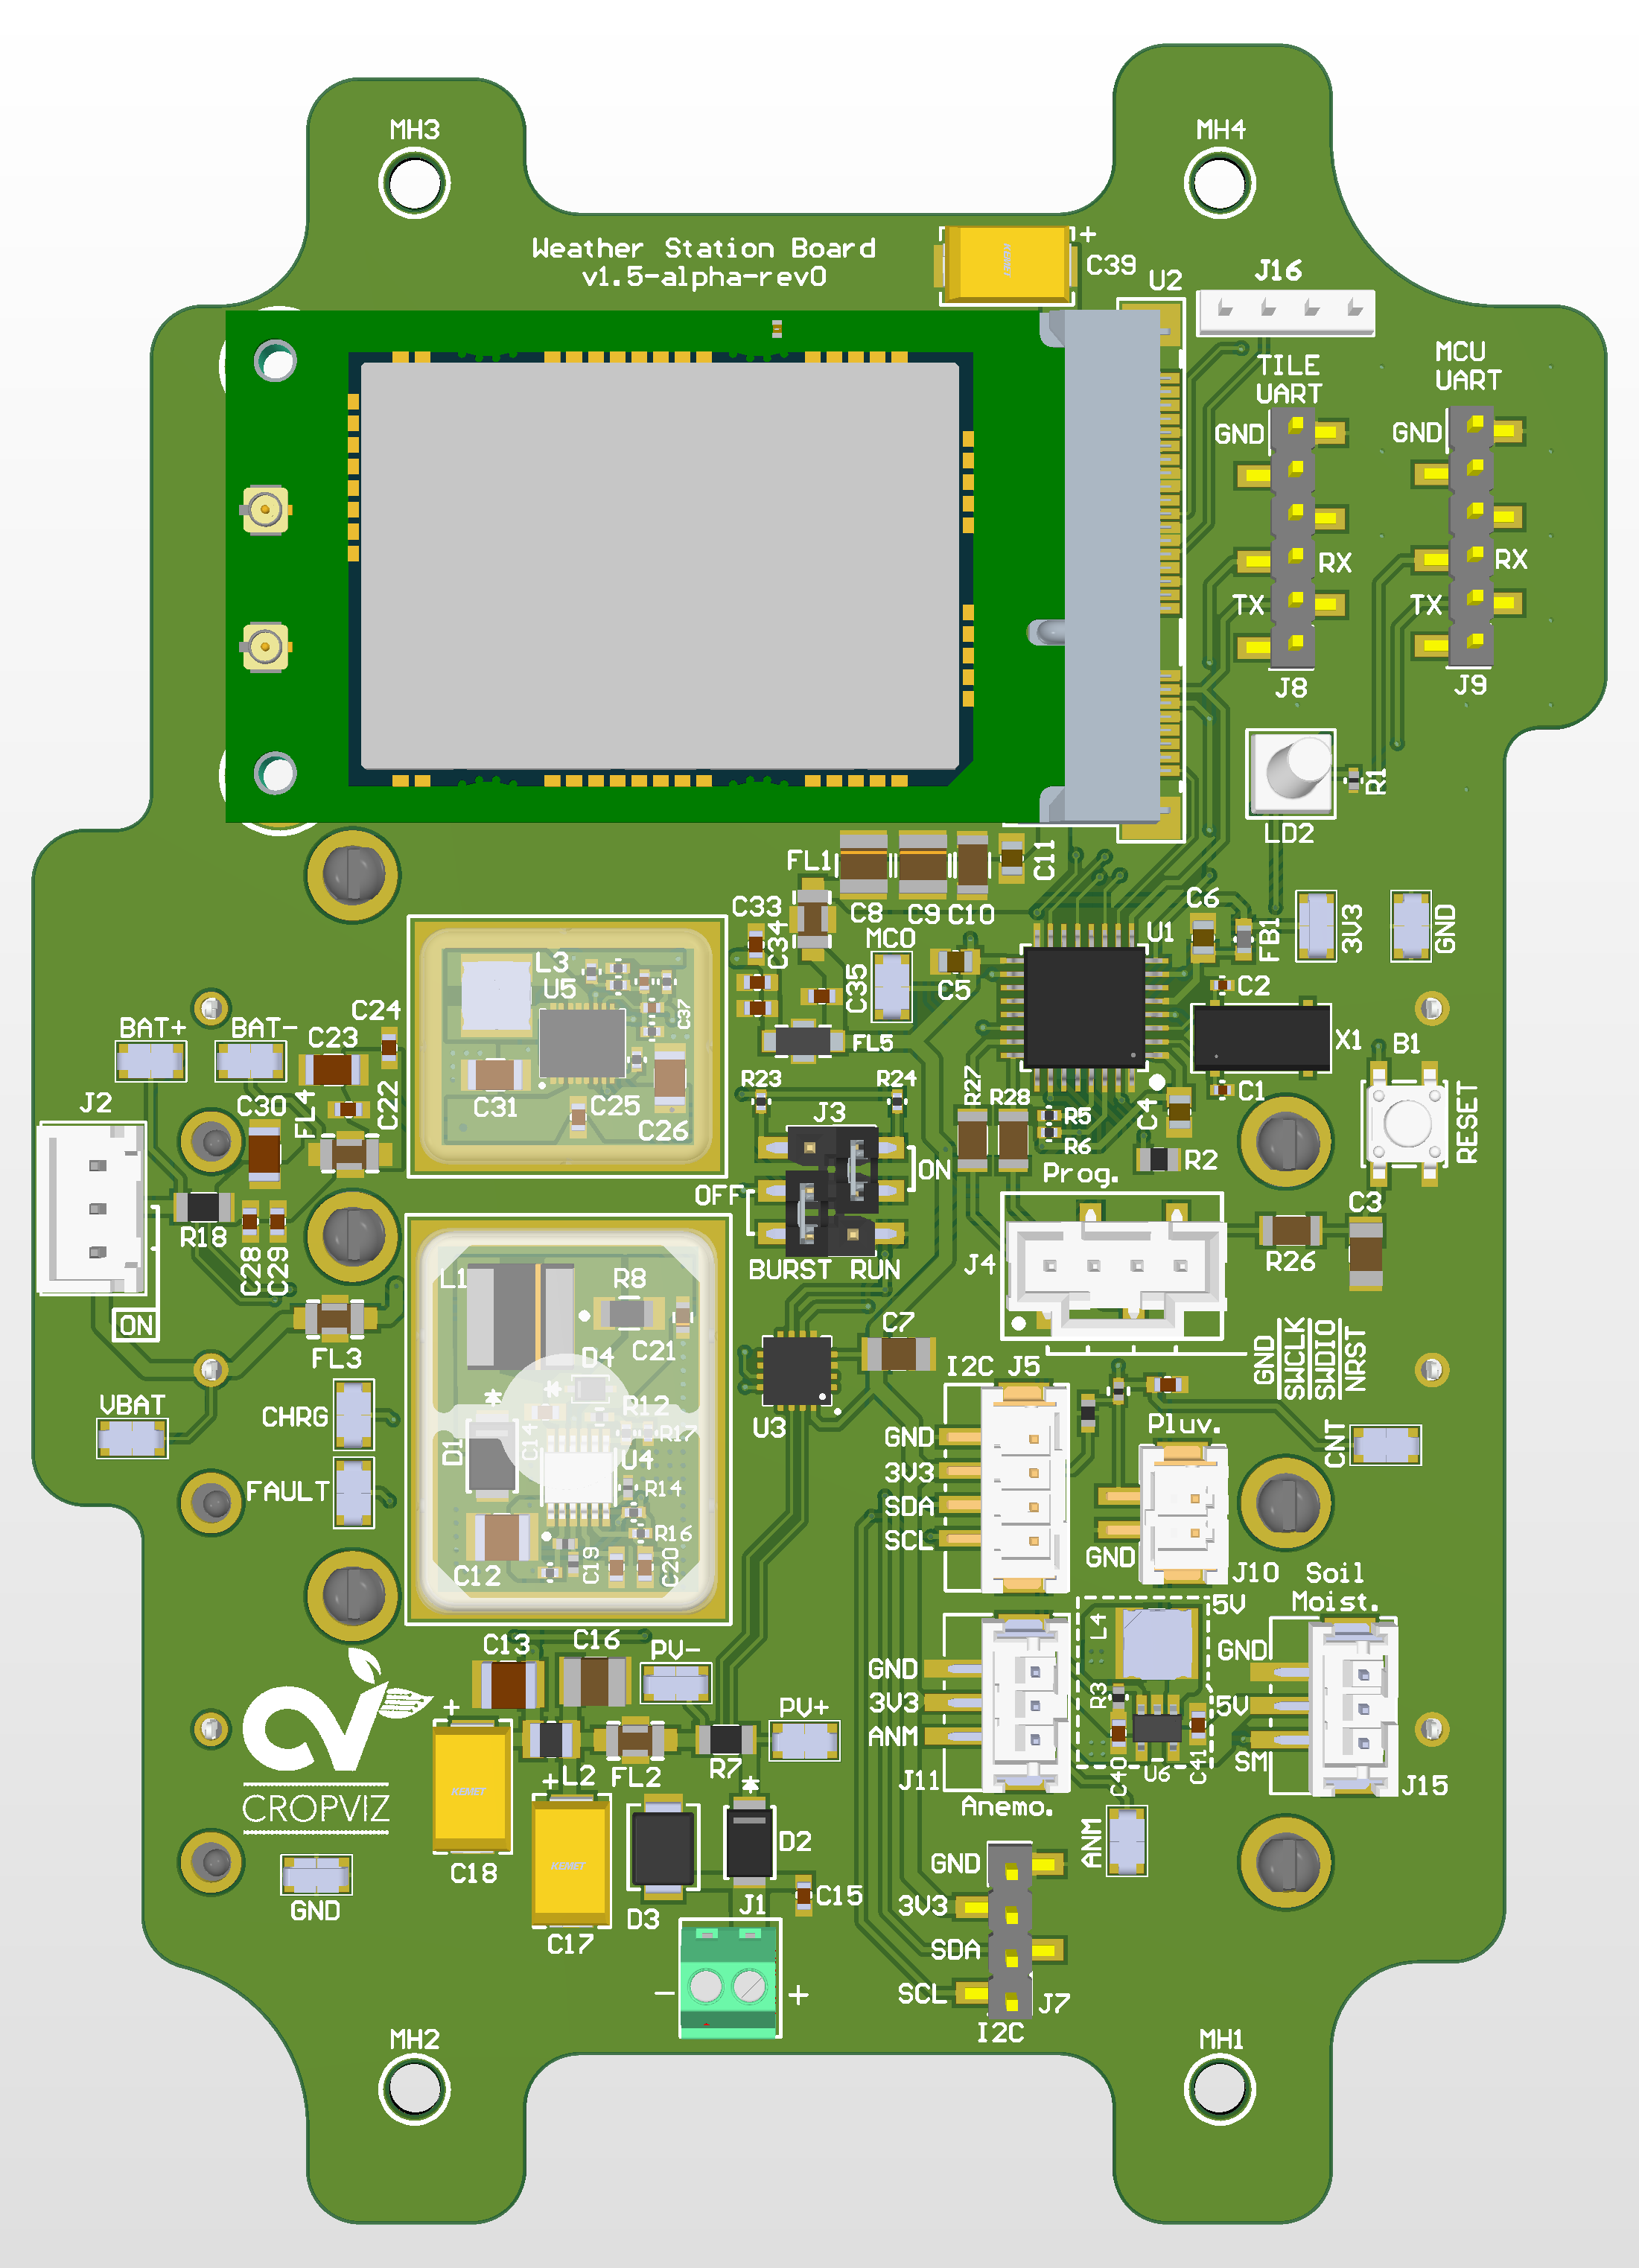 MH3
MH4
Weather Station Board
v1.5-alpha-rev0
+
C39
U2
J16
TILE
UART
MCU
UART
GND
GND
RX
RX
TX
TX
J8
J9
R1
LD2
FL1
C11
C8
C9
C10
C33
C34
MCO
C35
C5
U1
C6
FB1
3V3
GND
L3
U5
C37
C24
BAT+
BAT-
C23
C2
X1
B1
FL5
J2
C30
FL4
C22
C31
C25
C26
R23
R24
J3
R27
R28
R5
R6
C4
C1
RESET
R2
Prog.
ON
OFF
R18
C28
C29
BURST
RUN
J4
R26
C3
ON
FL3
L1
R8
D4
C21
C7
GND
SWCLK
SWDIO
NRST
I2C
J5
VBAT
CHRG
*
*
R12
R17
D1
C14
U4
U3
GND
Pluv.
CNT
3V3
FAULT
R14
SDA
R16
SCL
C12
C19
C20
GND
J10
Soil
Moist.
5V
C13
C16
PV-
GND
L4
GND
+
PV+
3V3
R3
5V
ANM
SM
+
L2
FL2
R7
*
J11
C40
U6
C41
J15
CROPVIZ
Anemo.
D2
ANM
C18
GND
C15
GND
3V3
C17
D3
J1
SDA
-
+
SCL
J7
I2C
MH2
MH1